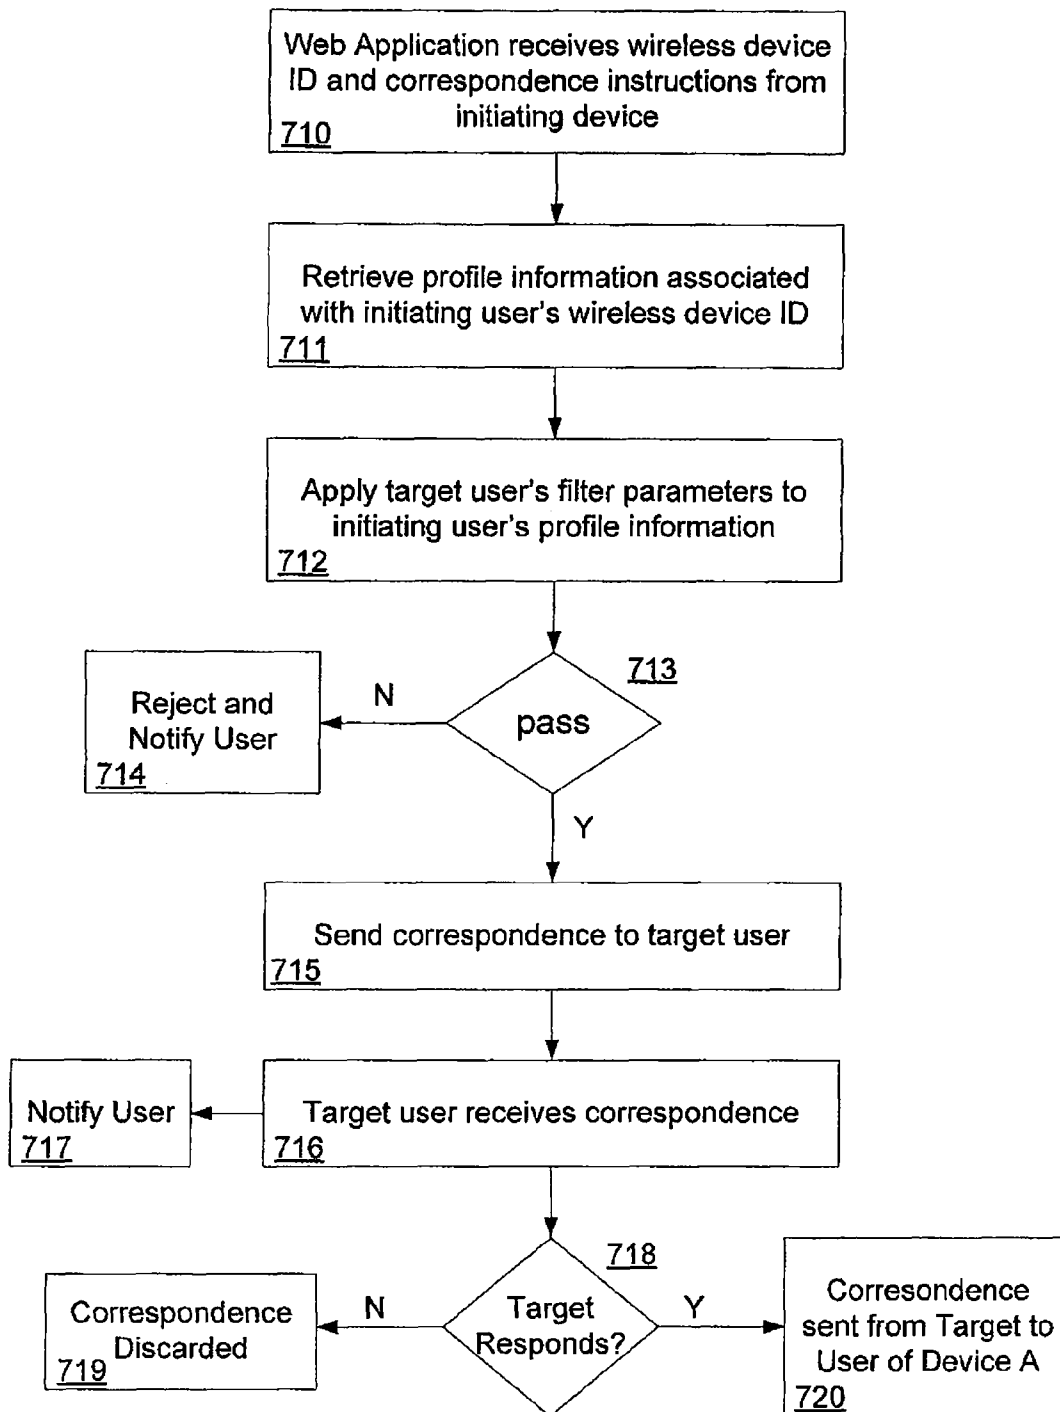 Web Application receives wireless device
ID and correspondence instructions from
initiating device
710
Retrieve profile information associated
with initiating user's wireless device ID
711
Apply target user's filter parameters to
initiating user's profile information
712
713
pass
N
Reject and
Notify User
714
Y
Send correspondence to target user
715
Target user receives correspondence
716
Notify User
717
718
Target
Responds?
N
Correspondence
Discarded
719
Y
Corresondence
sent from Target to
User of Device A
720